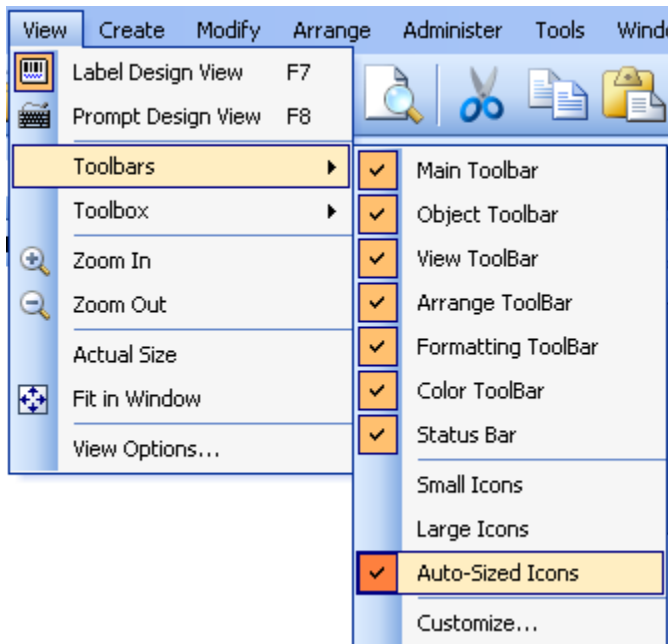 View Create Modify Arrange Administer Tools
Label Design View F7
Prompt Design View F8
Toolbars
Toolbox
Zoom In
Zoom Out
Actual Size
Fit in Window
View Options...
Main Toolbar
Object Toolbar
View ToolBar
Arrange ToolBar
Formatting ToolBar
Color ToolBar
Status Bar
Small Icons
Large Icons
Auto-Sized Icons
Customize...